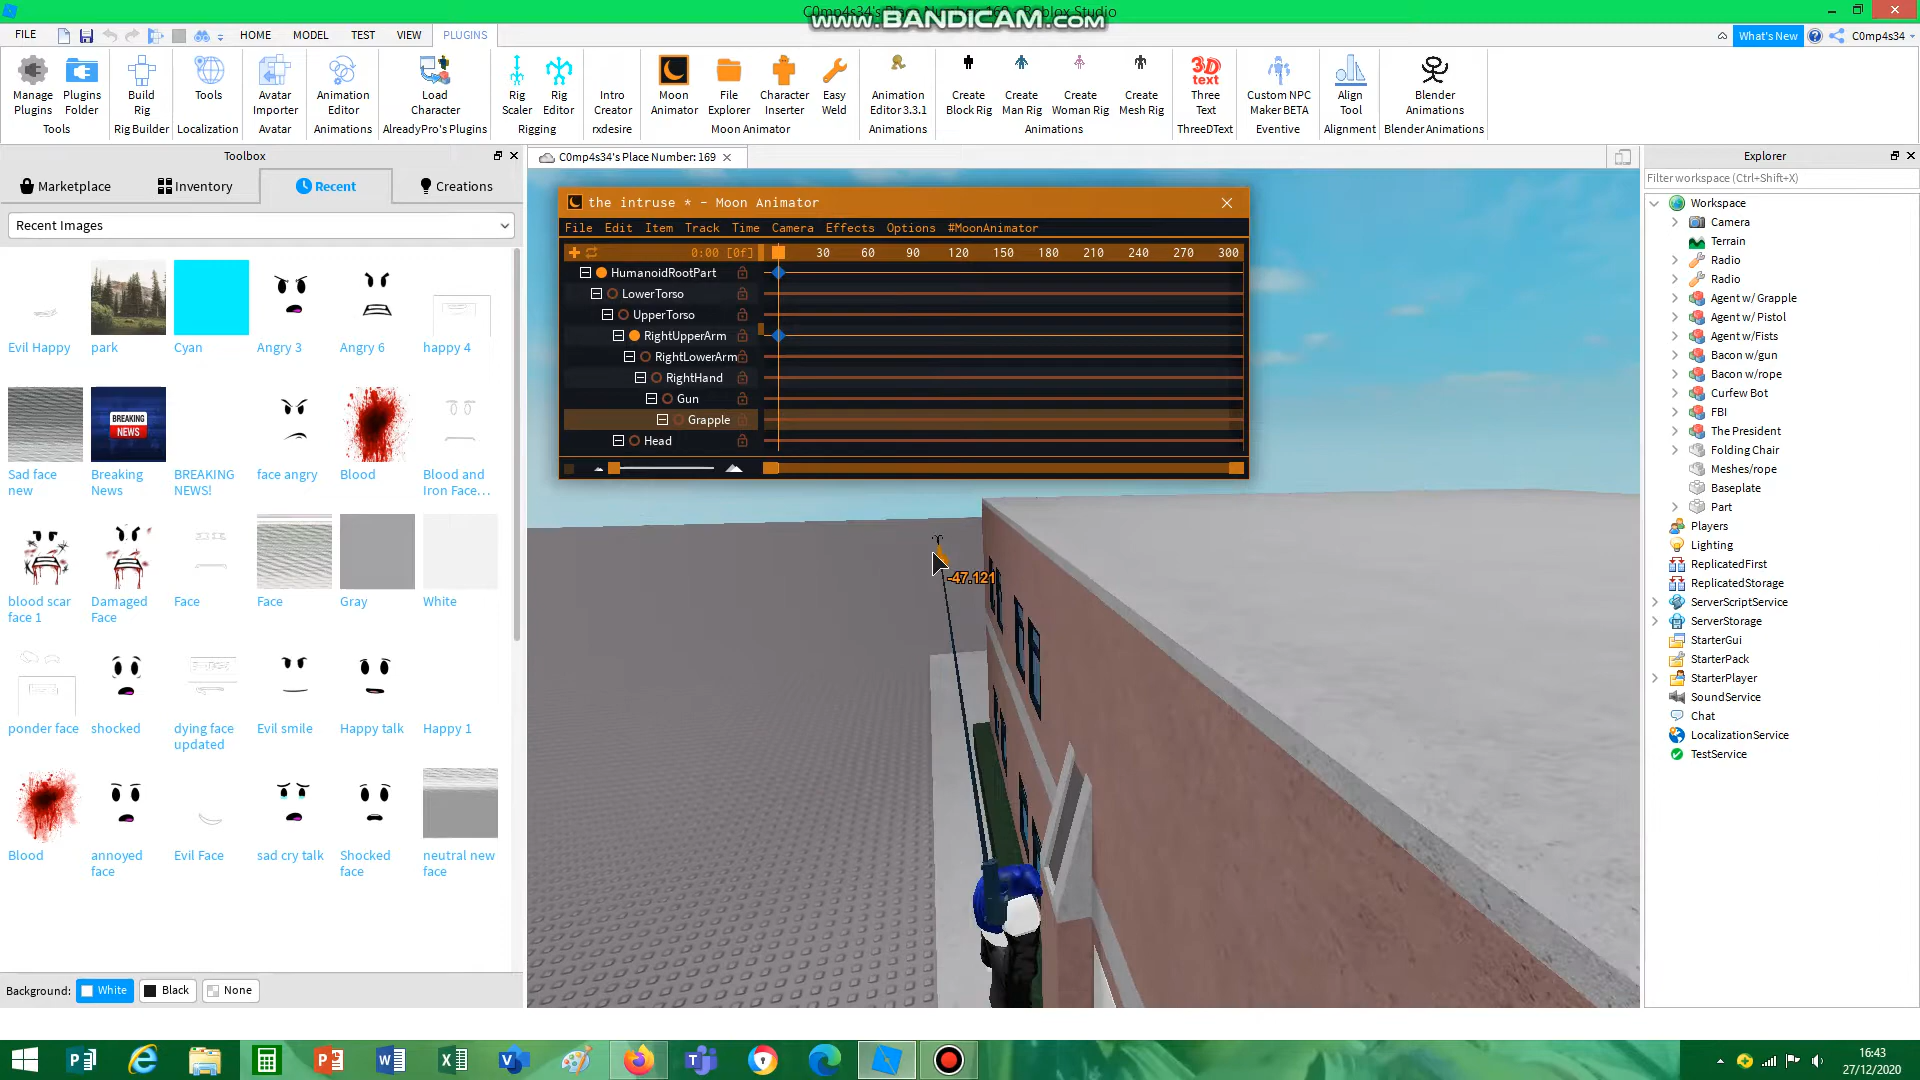 C0mp4s34's Place Number: 169 - Roblox Studio
www.BANDICAM.com
FILE HOME MODEL TEST VIEW PLUGINS
What's New C0mp4s34
Manage Plugins
Plugins Folder
Build Rig
Tools
Avatar Importer
Animation Editor
Load Character
Rig Scaler
Rig Editor
Intro Creator
Moon Animator
File Explorer
Character Inserter
Easy Weld
Animation Editor 3.3.1
Create Block Rig
Create Man Rig
Create Woman Rig
Create Mesh Rig
3D text
Three Text
Custom NPC Maker BETA
Align Tool
Blender Animations
Tools Rig Builder Localization Avatar Animations AlreadyPro's Plugins Rigging rxdesire Moon Animator Animations Animations ThreeDText Eventive Alignment Blender Animations
Toolbox
Marketplace Inventory Recent Creations
Recent Images
Evil Happy
park
Cyan
Angry 3
Angry 6
happy 4
BREAKING NEWS
Sad face new
Breaking News
BREAKING NEWS!
face angry
Blood
Blood and Iron Face...
blood scar face 1
Damaged Face
Face
Face
Gray
White
ponder face
shocked
dying face updated
Evil smile
Happy talk
Happy 1
Blood
annoyed face
Evil Face
sad cry talk
Shocked face
neutral new face
Background: White Black None
C0mp4s34's Place Number: 169
the intruse * - Moon Animator
File Edit Item Track Time Camera Effects Options #MoonAnimator
0:00 [0f] 30 60 90 120 150 180 210 240 270 300
HumanoidRootPart
LowerTorso
UpperTorso
RightUpperArm
RightLowerArm
RightHand
Gun
Grapple
Head
-47.121
Explorer
Filter workspace (Ctrl+Shift+X)
Workspace
Camera
Terrain
Radio
Radio
Agent w/ Grapple
Agent w/ Pistol
Agent w/Fists
Bacon w/gun
Bacon w/rope
Curfew Bot
FBI
The President
Folding Chair
Meshes/rope
Baseplate
Part
Players
Lighting
ReplicatedFirst
ReplicatedStorage
ServerScriptService
ServerStorage
StarterGui
StarterPack
StarterPlayer
SoundService
Chat
LocalizationService
TestService
16:43
27/12/2020